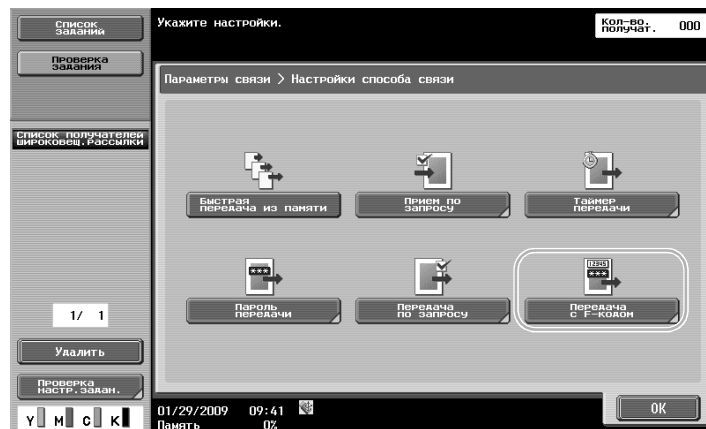 Список
заданий
Проверка
задания
Список получателей
широковещ.рассылки
1/ 1
Удалить
Проверка
настр.задан.
Y M C K
Укажите настройки.
Кол-во.
получат. 000
Параметры связи > Настройки способа связи
Быстрая
передача из памяти
Прием по
запросу
Таймер
передачи
12345
***
***
Пароль
передачи
Передача
по запросу
Передача
с F-кодом
01/29/2009 09:41
Память 0%
OK